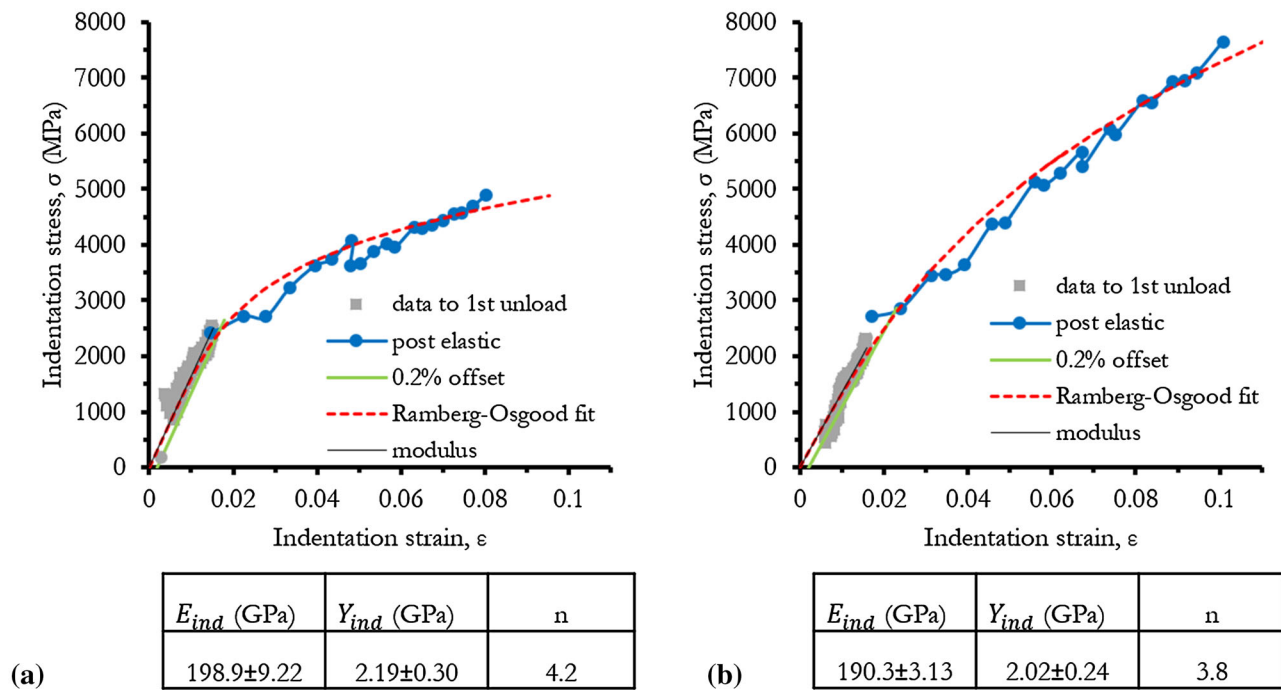 8000
7000
6000
5000
4000
3000
2000
1000
0
Indentation stress, σ (MPa)
0 0.02 0.04 0.06 0.08 0.1
Indentation strain, ε
data to 1st unload
post elastic
0.2% offset
Ramberg-Osgood fit
modulus
E_ind (GPa) Y_ind (GPa) n
198.9±9.22 2.19±0.30 4.2
(a)
8000
7000
6000
5000
4000
3000
2000
1000
0
Indentation stress, σ (MPa)
0 0.02 0.04 0.06 0.08 0.1
Indentation strain, ε
data to 1st unload
post elastic
0.2% offset
Ramberg-Osgood fit
modulus
E_ind (GPa) Y_ind (GPa) n
190.3±3.13 2.02±0.24 3.8
(b)